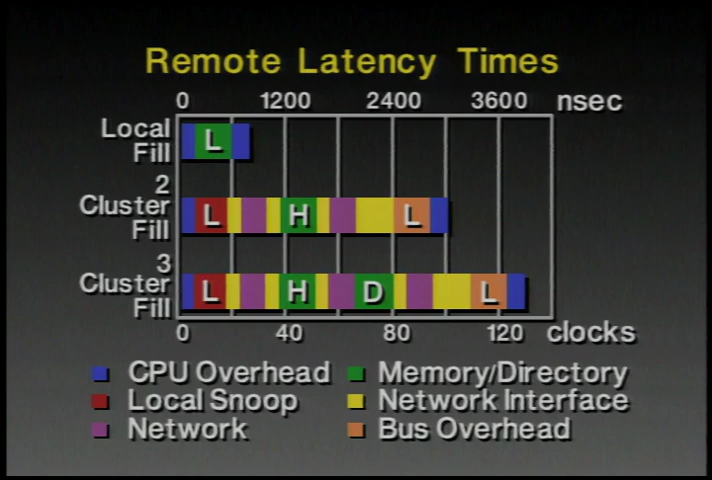 Remote Latency Times
0 1200 2400 3600 nsec
Local
Fill
L
2
Cluster
Fill
L H L
3
Cluster
Fill
L H D L
0 40 80 120 clocks
CPU Overhead
Memory/Directory
Local Snoop
Network Interface
Network
Bus Overhead